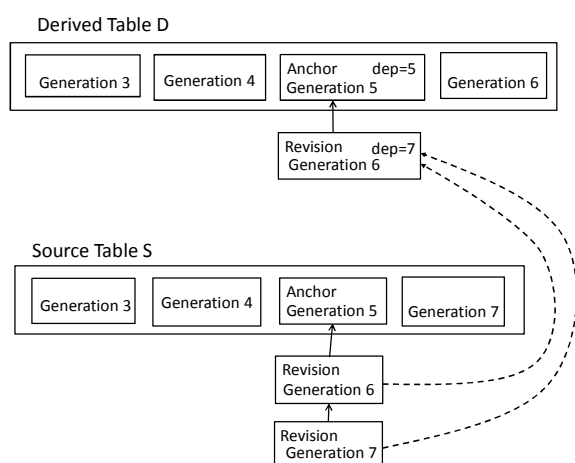 Derived Table D
Generation 3
Generation 4
Anchor dep=5
Generation 5
Generation 6
Revision dep=7
Generation 6
Source Table S
Generation 3
Generation 4
Anchor
Generation 5
Generation 7
Revision
Generation 6
Revision
Generation 7